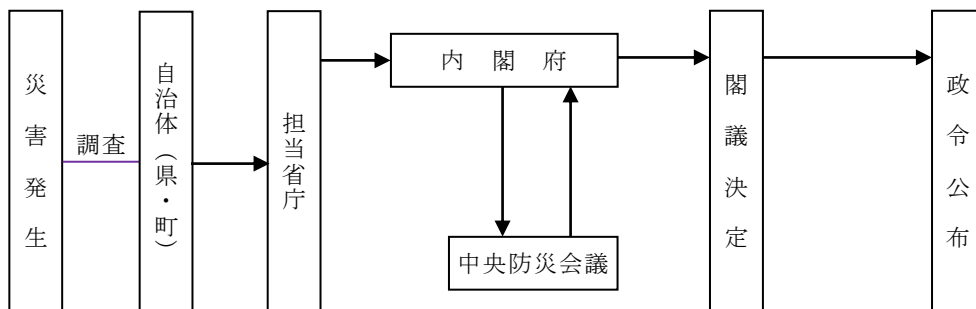 災害発生
調査
自治体（県・町）
担当省庁
内閣府
中央防災会議
閣議決定
政令公布